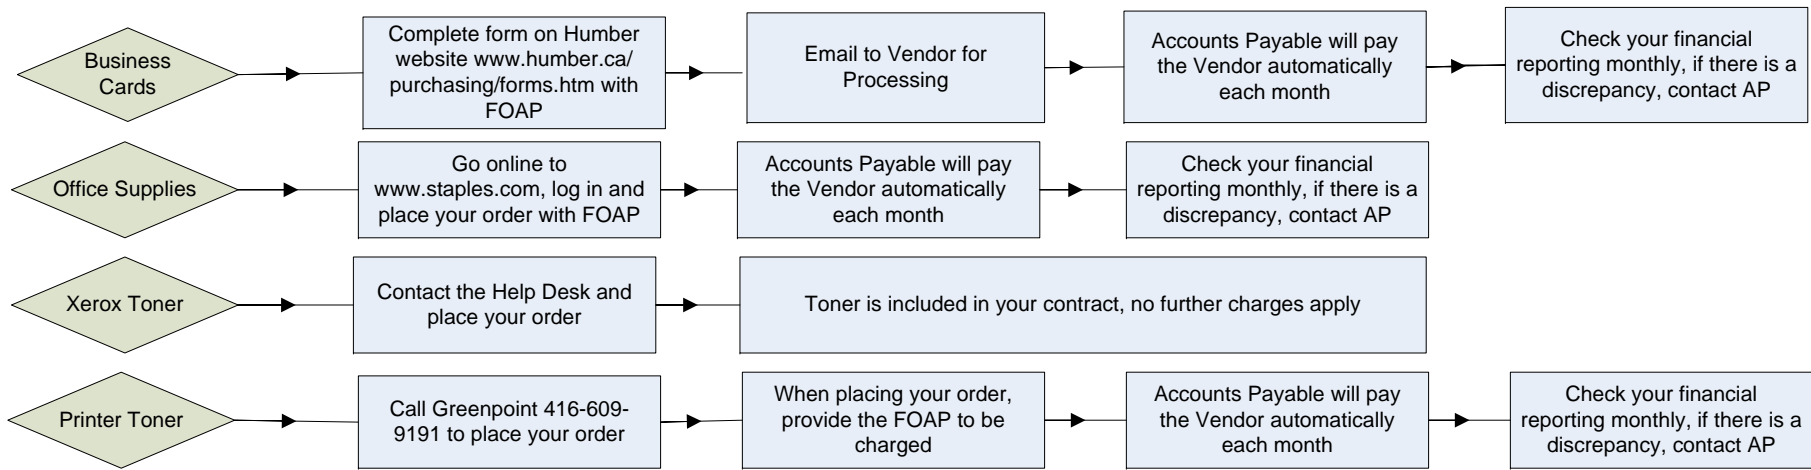 Business
Cards
Complete form on Humber
website www.humber.ca/
purchasing/forms.htm with
FOAP
Email to Vendor for
Processing
Accounts Payable will pay
the Vendor automatically
each month
Check your financial
reporting monthly, if there is a
discrepancy, contact AP
Office Supplies
Go online to
www.staples.com, log in and
place your order with FOAP
Accounts Payable will pay
the Vendor automatically
each month
Check your financial
reporting monthly, if there is a
discrepancy, contact AP
Xerox Toner
Contact the Help Desk and
place your order
Toner is included in your contract, no further charges apply
Printer Toner
Call Greenpoint 416-609-
9191 to place your order
When placing your order,
provide the FOAP to be
charged
Accounts Payable will pay
the Vendor automatically
each month
Check your financial
reporting monthly, if there is a
discrepancy, contact AP